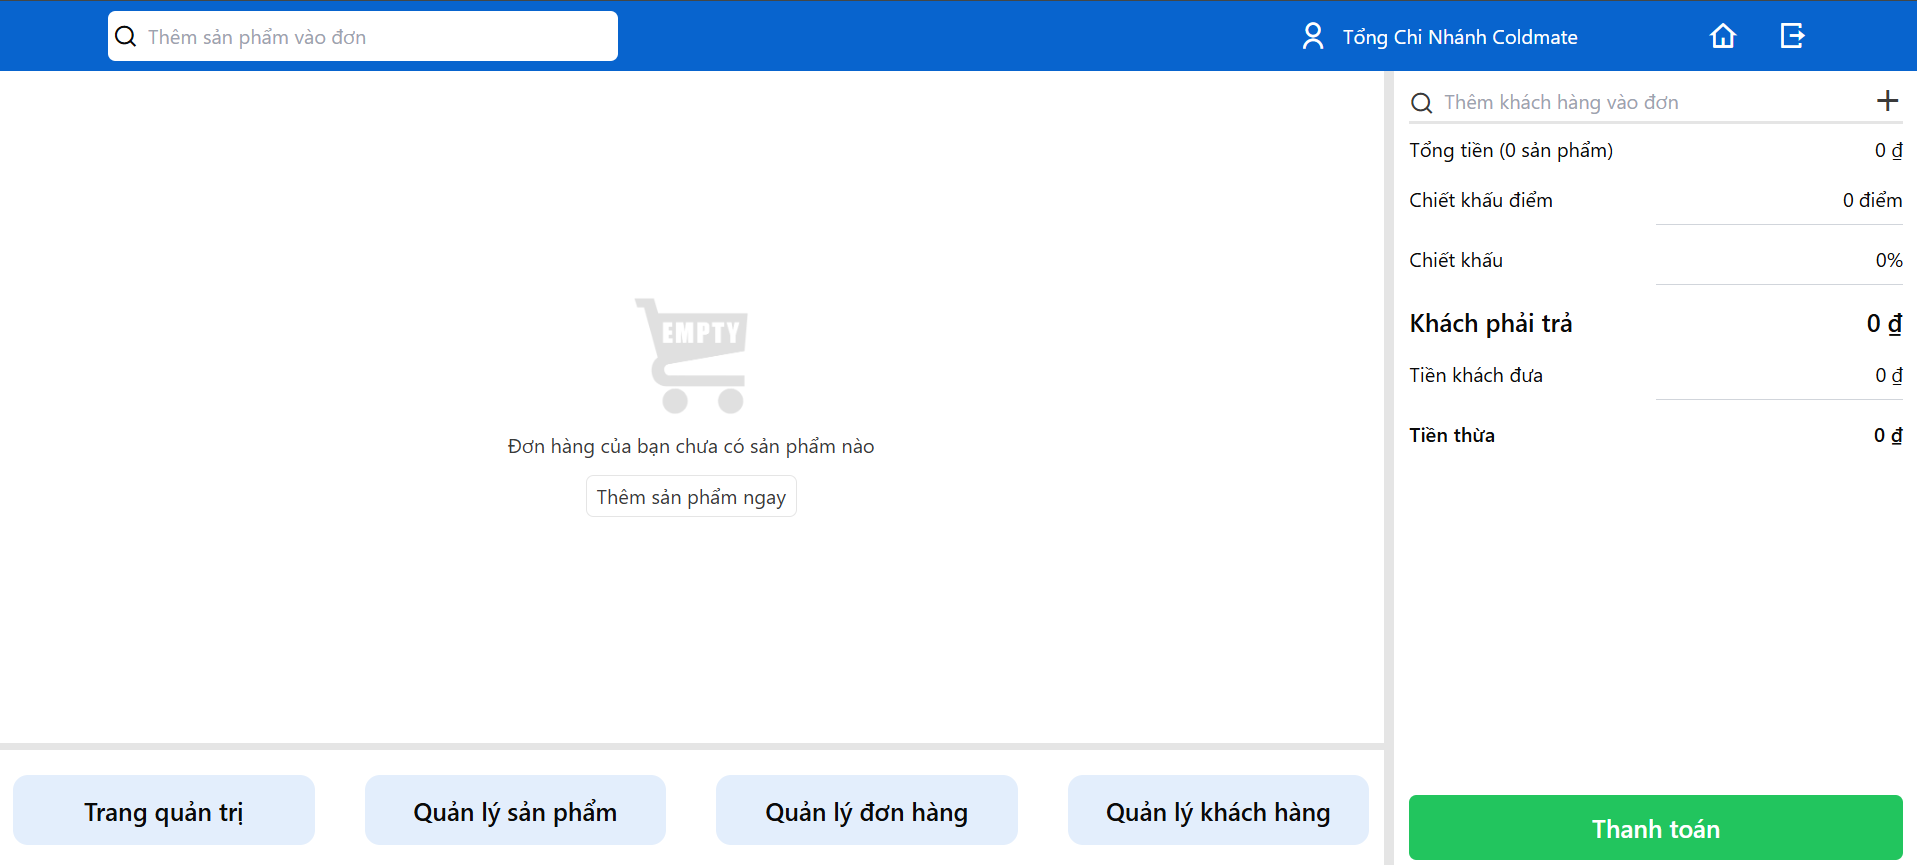 Thêm sản phẩm vào đơn
Tổng Chi Nhánh Coldmate
EMPTY
Đơn hàng của bạn chưa có sản phẩm nào
Thêm sản phẩm ngay
Thêm khách hàng vào đơn
Tổng tiền (0 sản phẩm) 0 ₫
Chiết khấu điểm 0 điểm
Chiết khấu 0%
Khách phải trả 0 ₫
Tiền khách đưa 0 ₫
Tiền thừa 0 ₫
Trang quản trị
Quản lý sản phẩm
Quản lý đơn hàng
Quản lý khách hàng
Thanh toán